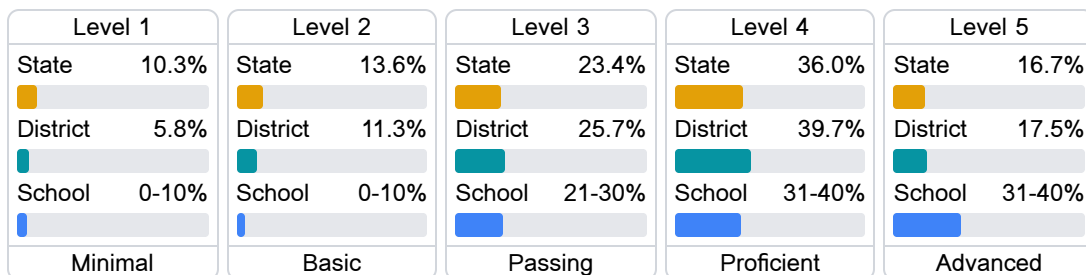 Level 1
State 10.3%
District 5.8%
School 0-10%
Minimal
Level 2
State 13.6%
District 11.3%
School 0-10%
Basic
Level 3
State 23.4%
District 25.7%
School 21-30%
Passing
Level 4
State 36.0%
District 39.7%
School 31-40%
Proficient
Level 5
State 16.7%
District 17.5%
School 31-40%
Advanced